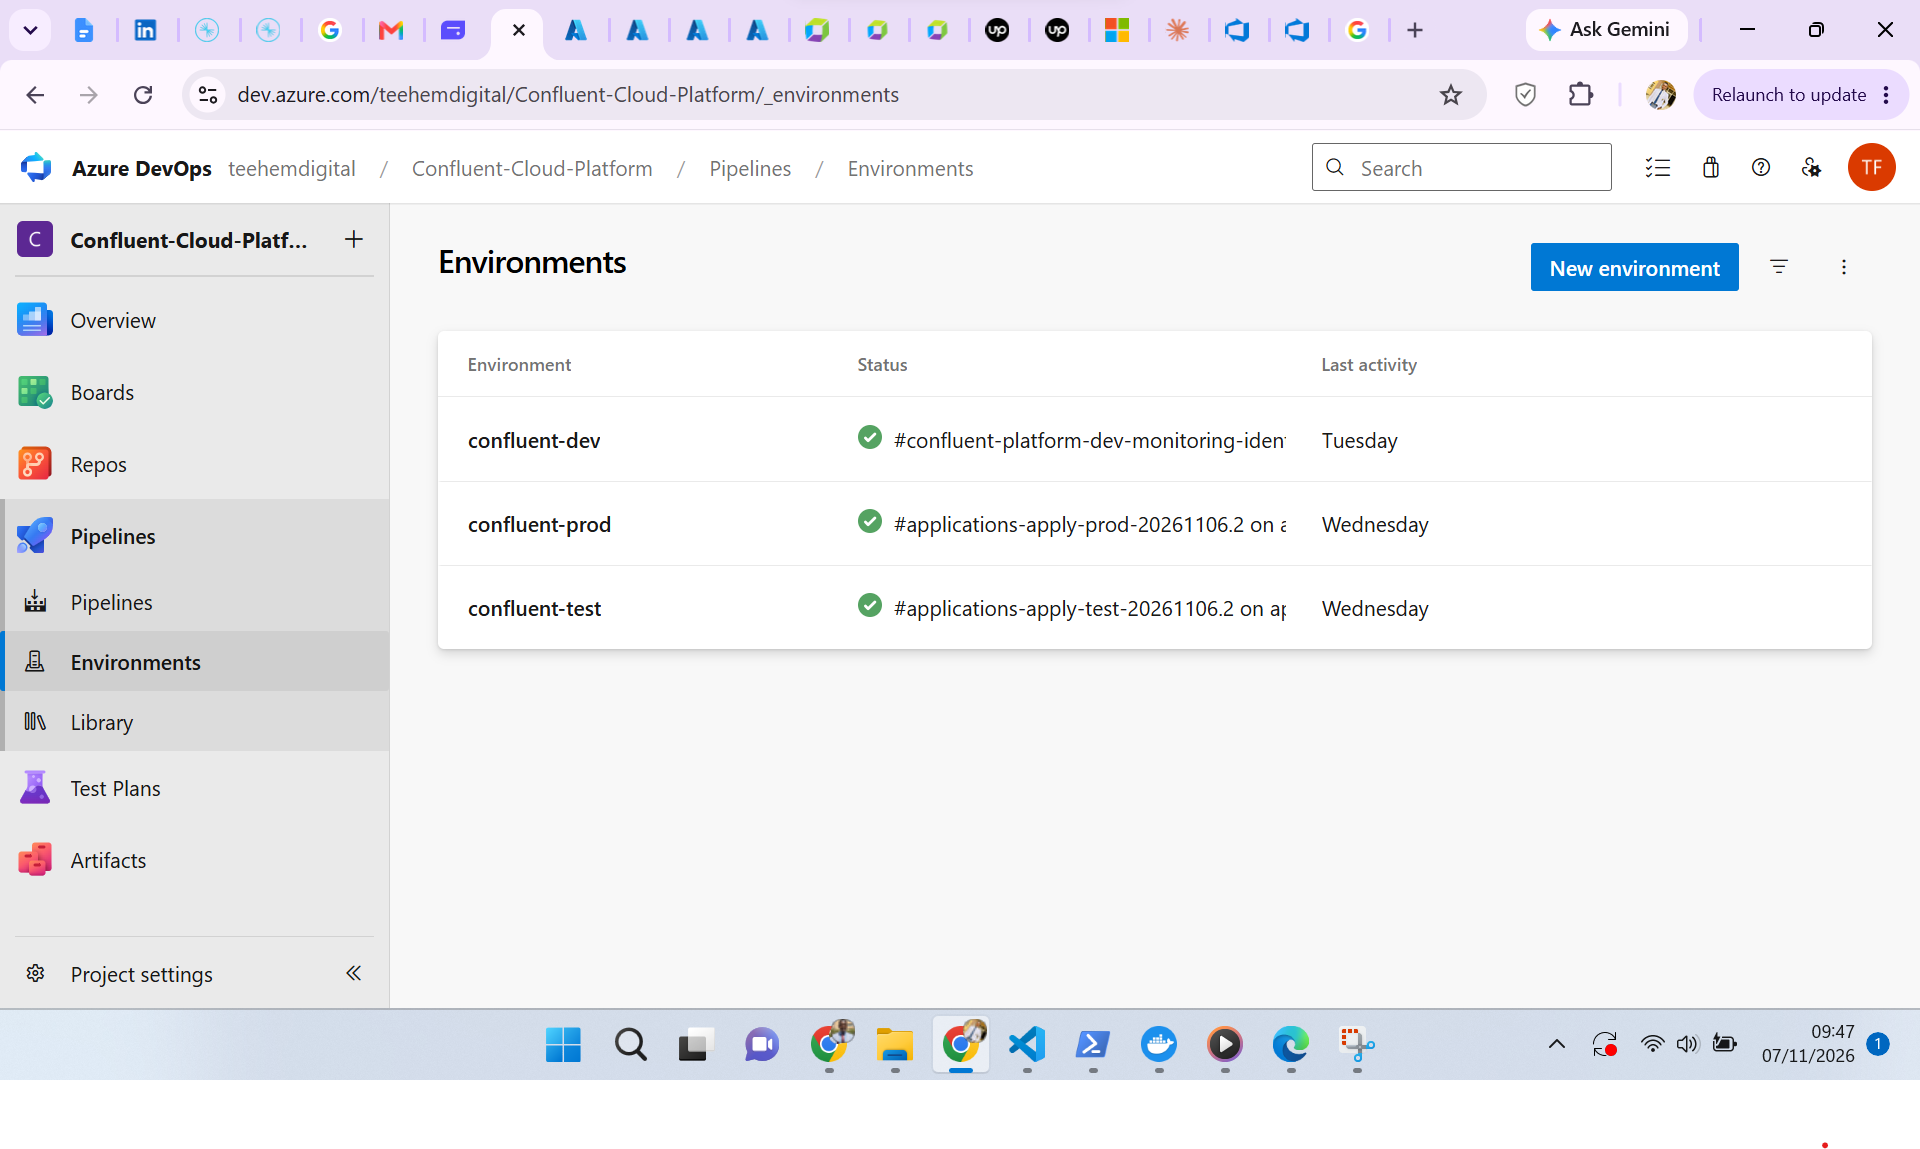 Ask Gemini
dev.azure.com/teehemdigital/Confluent-Cloud-Platform/_environments
Relaunch to update
Azure DevOps teehemdigital / Confluent-Cloud-Platform / Pipelines / Environments
Search
TF
C Confluent-Cloud-Platf...
Overview
Boards
Repos
Pipelines
Pipelines
Environments
Library
Test Plans
Artifacts
Project settings
Environments
New environment
Environment Status Last activity
confluent-dev #confluent-platform-dev-monitoring-iden Tuesday
confluent-prod #applications-apply-prod-20261106.2 on a Wednesday
confluent-test #applications-apply-test-20261106.2 on ap Wednesday
09:47
07/11/2026
1